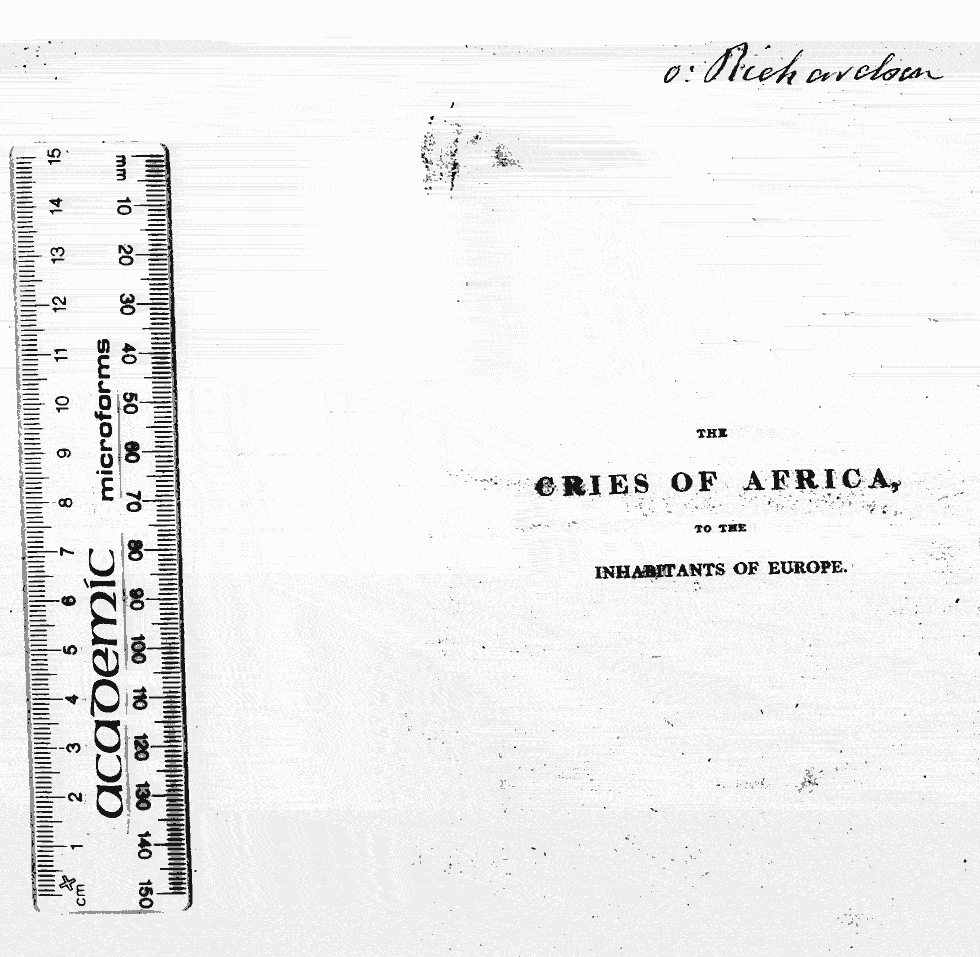 o: Richardson
THE
CRIES OF AFRICA,
TO THE
INHABITANTS OF EUROPE.
academic microforms
mm 10 20 30 40 50 60 70 80 90 100 110 120 130 140 150
cm 1 2 3 4 5 6 7 8 9 10 11 12 13 14 15